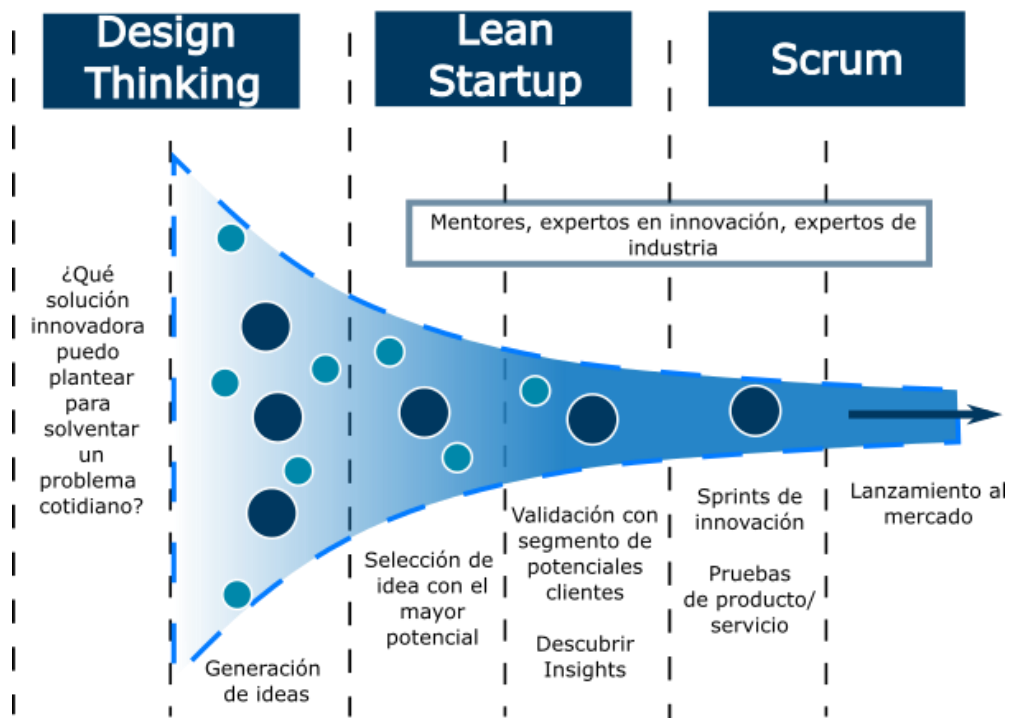 Design
Thinking
Lean
Startup
Scrum
Mentores, expertos en innovación, expertos de
industria
¿Qué
solución
innovadora
puedo
plantear
para
solventar
un
problema
cotidiano?
Generación
de ideas
Selección de
idea con el
mayor
potencial
Validación con
segmento de
potenciales
clientes
Descubrir
Insights
Sprints de
innovación
Pruebas
de producto/
servicio
Lanzamiento al
mercado